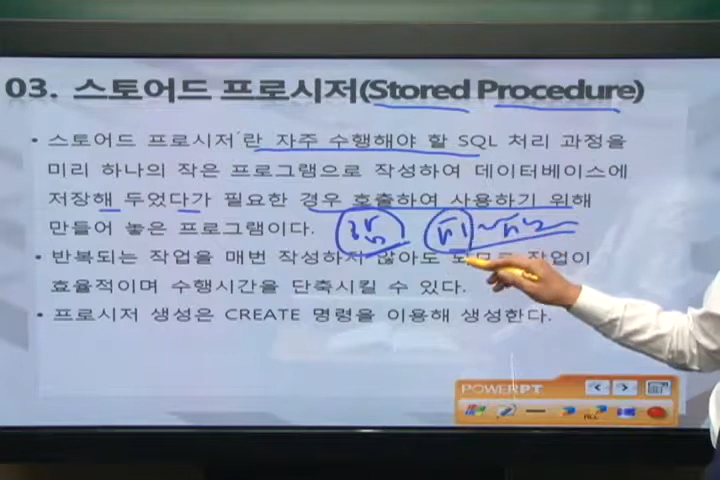 03. 스토어드 프로시저(Stored Procedure)
• 스토어드 프로시저'란 자주 수행해야 할 SQL 처리 과정을
미리 하나의 작은 프로그램으로 작성하여 데이터베이스에
저장해 두었다가 필요한 경우 호출하여 사용하기 위해
만들어 놓은 프로그램이다.
• 반복되는 작업을 매번 작성하지 않아도 되므로 작업이
효율적이며 수행시간을 단축시킬 수 있다.
• 프로시저 생성은 CREATE 명령을 이용해 생성한다.
POWERPT
ALL